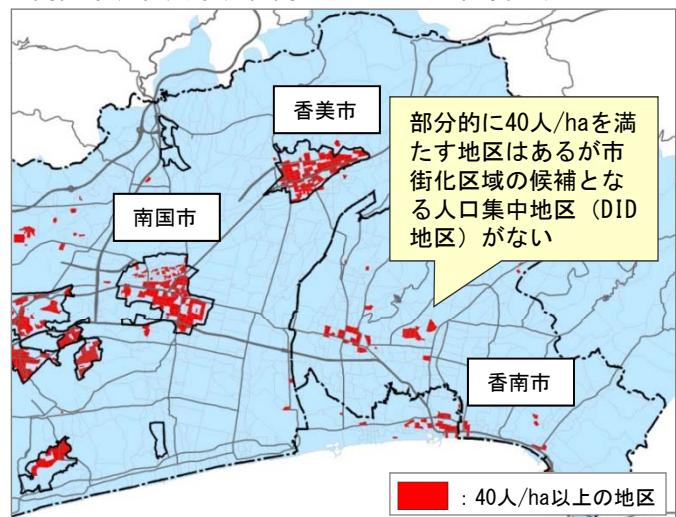 香美市
部分的に40人/haを満
たす地区はあるが市
街化区域の候補とな
る人口集中地区（DID
地区）がない
南国市
香南市
：40人/ha以上の地区